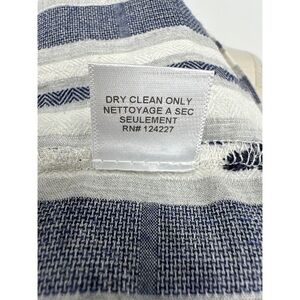 DRY CLEAN ONLY
NETTOYAGE A SEC
SEULEMENT
RN# 124227